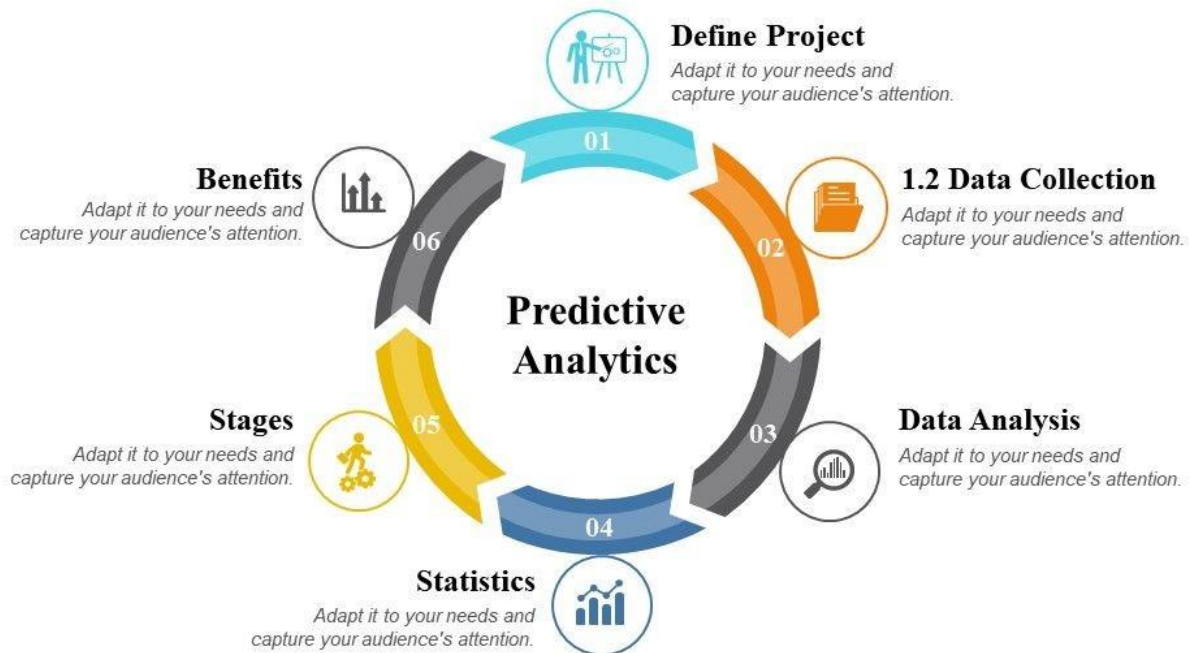 Define Project
Adapt it to your needs and
capture your audience's attention.
01
1.2 Data Collection
Adapt it to your needs and
capture your audience's attention.
02
Data Analysis
Adapt it to your needs and
capture your audience's attention.
03
Statistics
Adapt it to your needs and
capture your audience's attention.
04
Stages
Adapt it to your needs and
capture your audience's attention.
05
Benefits
Adapt it to your needs and
capture your audience's attention.
06
Predictive
Analytics